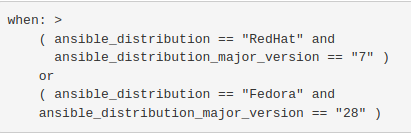 when: >
    ( ansible_distribution == "RedHat" and
      ansible_distribution_major_version == "7" )
    or
    ( ansible_distribution == "Fedora" and
    ansible_distribution_major_version == "28" )